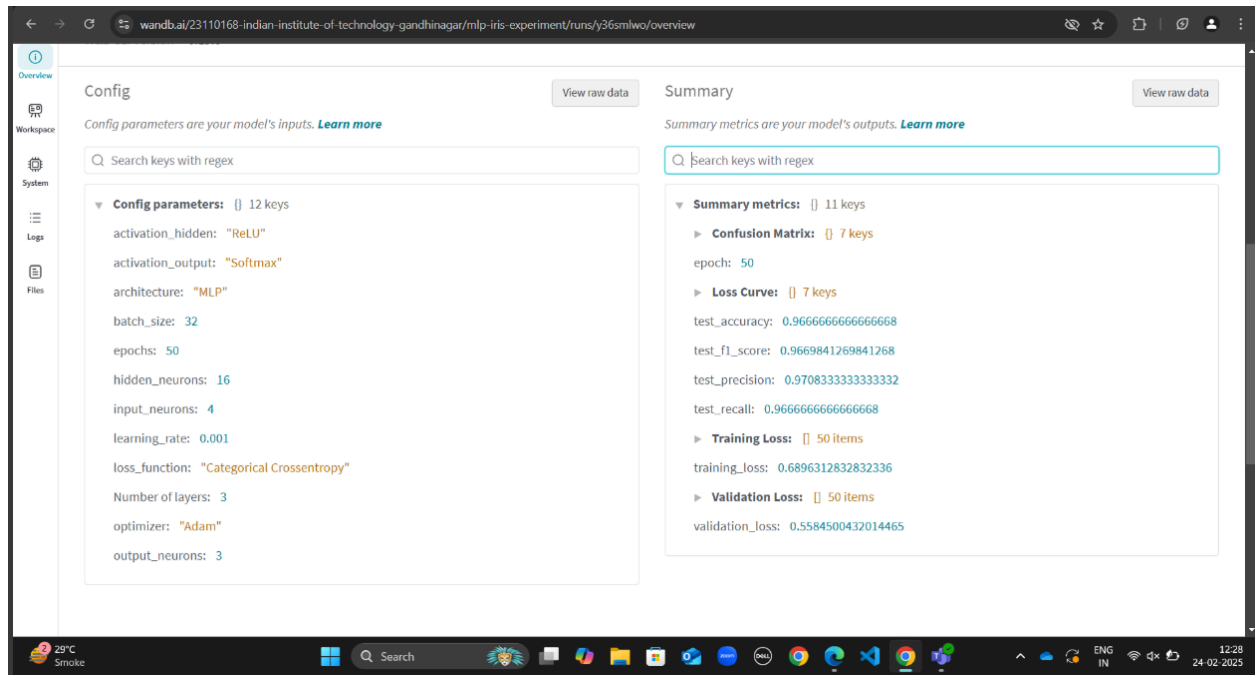 wandb.ai/23110168-indian-institute-of-technology-gandhinagar/mlp-iris-experiment/runs/y36smlwo/overview
Overview
Workspace
System
Logs
Files
Config
View raw data
Config parameters are your model's inputs. Learn more
Search keys with regex
Config parameters: {} 12 keys
activation_hidden: "ReLU"
activation_output: "Softmax"
architecture: "MLP"
batch_size: 32
epochs: 50
hidden_neurons: 16
input_neurons: 4
learning_rate: 0.001
loss_function: "Categorical Crossentropy"
Number of layers: 3
optimizer: "Adam"
output_neurons: 3
Summary
View raw data
Summary metrics are your model's outputs. Learn more
Search keys with regex
Summary metrics: {} 11 keys
Confusion Matrix: {} 7 keys
epoch: 50
Loss Curve: {} 7 keys
test_accuracy: 0.9666666666666668
test_f1_score: 0.9669841269841268
test_precision: 0.9708333333333332
test_recall: 0.9666666666666668
Training Loss: [] 50 items
training_loss: 0.6896312832832336
Validation Loss: [] 50 items
validation_loss: 0.5584500432014465
2
29°C
Smoke
Search
zoom
DELL
ENG
IN
12:28
24-02-2025